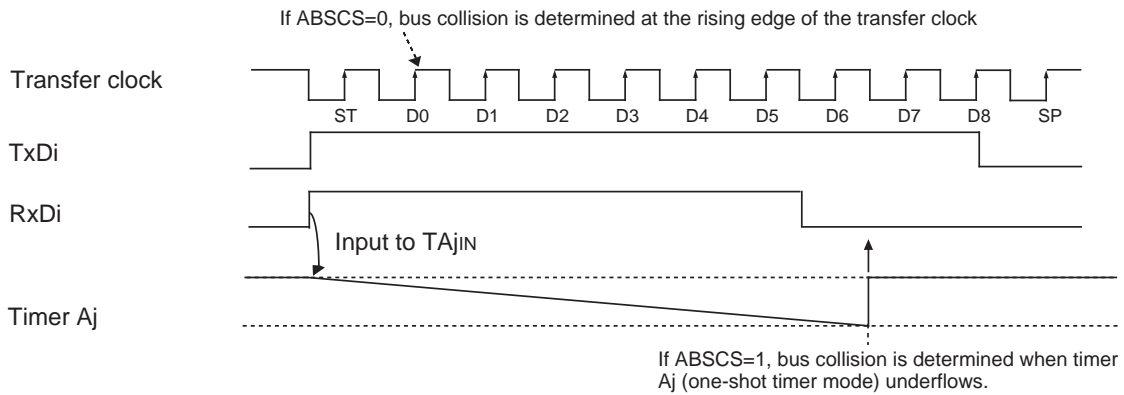 If ABSCS=0, bus collision is determined at the rising edge of the transfer clock
Transfer clock
ST D0 D1 D2 D3 D4 D5 D6 D7 D8 SP
TxDi
RxDi
Input to TAjIN
Timer Aj
If ABSCS=1, bus collision is determined when timer
Aj (one-shot timer mode) underflows.